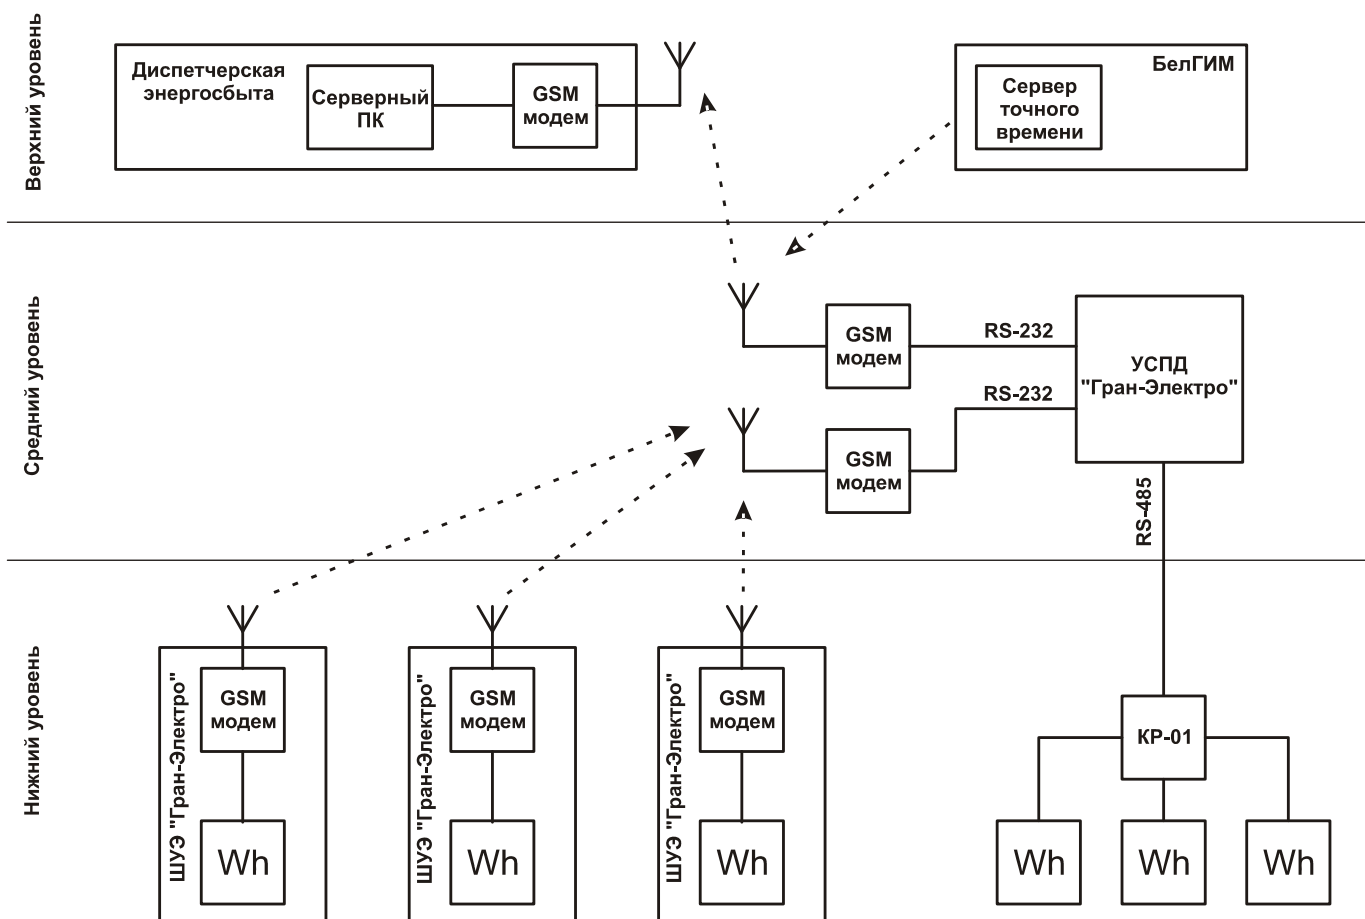 Верхний уровень
Диспетчерская
энергосбыта
Серверный
ПК
GSM
модем
БелГИМ
Сервер
точного
времени
Средний уровень
GSM
модем
RS-232
УСПД
"Гран-Электро"
RS-232
GSM
модем
RS-485
Нижний уровень
ШУЭ "Гран-Электро"
GSM
модем
Wh
ШУЭ "Гран-Электро"
GSM
модем
Wh
ШУЭ "Гран-Электро"
GSM
модем
Wh
КР-01
Wh
Wh
Wh